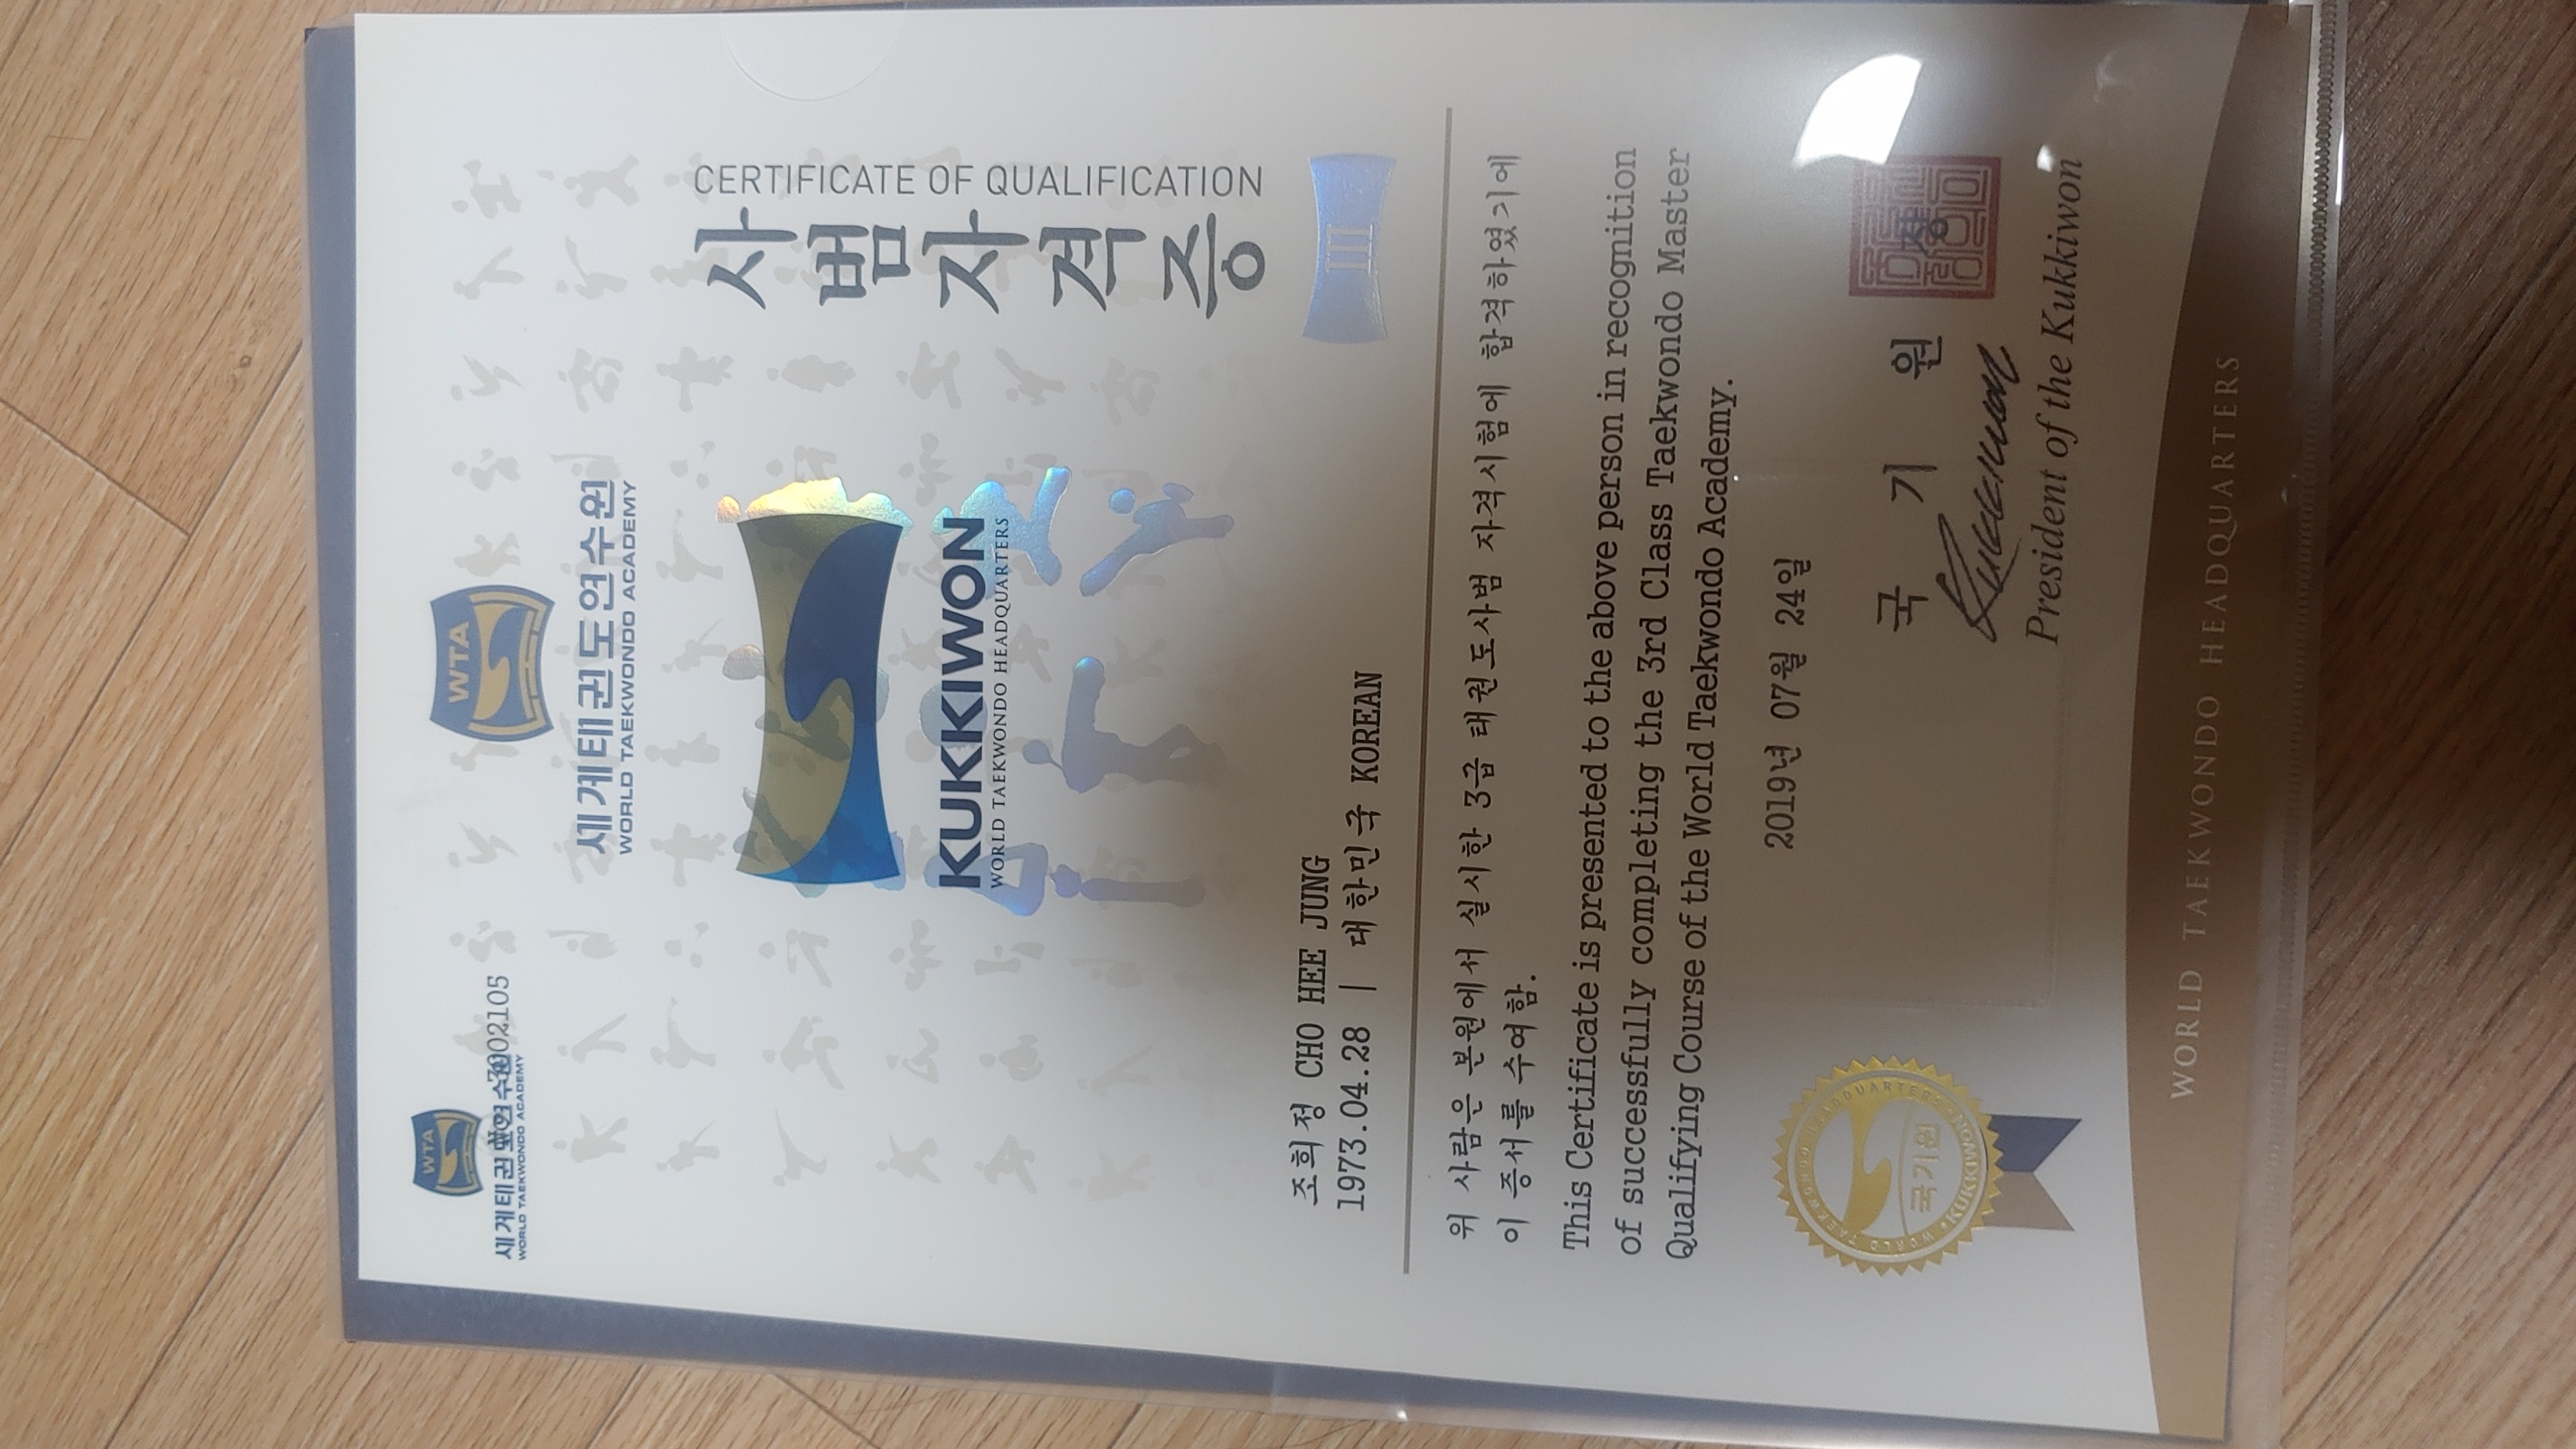 WTA
세계태권도연수원
WORLD TAEKWONDO ACADEMY
3002105
WTA
세계태권도연수원
WORLD TAEKWONDO ACADEMY
KUKKIWON
WORLD TAEKWONDO HEADQUARTERS
CERTIFICATE OF QUALIFICATION
사범자격증
III
조희정 CHO HEE JUNG
1973.04.28 | 대한민국 KOREAN
위 사람은 본원에서 실시한 3급 태권도사범 자격시험에 합격하였기에
이 증서를 수여함.
This Certificate is presented to the above person in recognition
of successfully completing the 3rd Class Taekwondo Master
Qualifying Course of the World Taekwondo Academy.
2019년 07월 24일
국 기 원 장
President of the Kukkiwon
국기원
WORLD TAEKWONDO HEADQUARTERS • KUKKIWON •
WORLD TAEKWONDO HEADQUARTERS